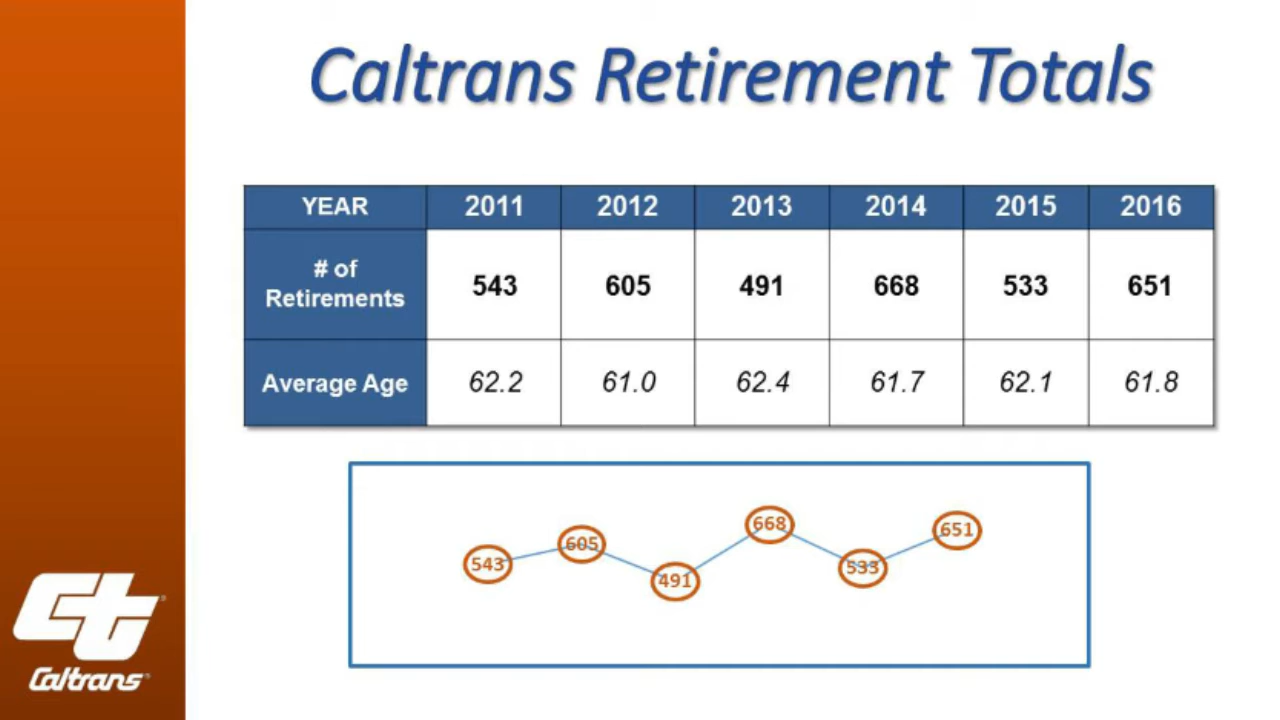 Caltrans Retirement Totals
YEAR 2011 2012 2013 2014 2015 2016
# of
Retirements 543 605 491 668 533 651
Average Age 62.2 61.0 62.4 61.7 62.1 61.8
543 605 491 668 533 651
Ct ®
Caltrans®